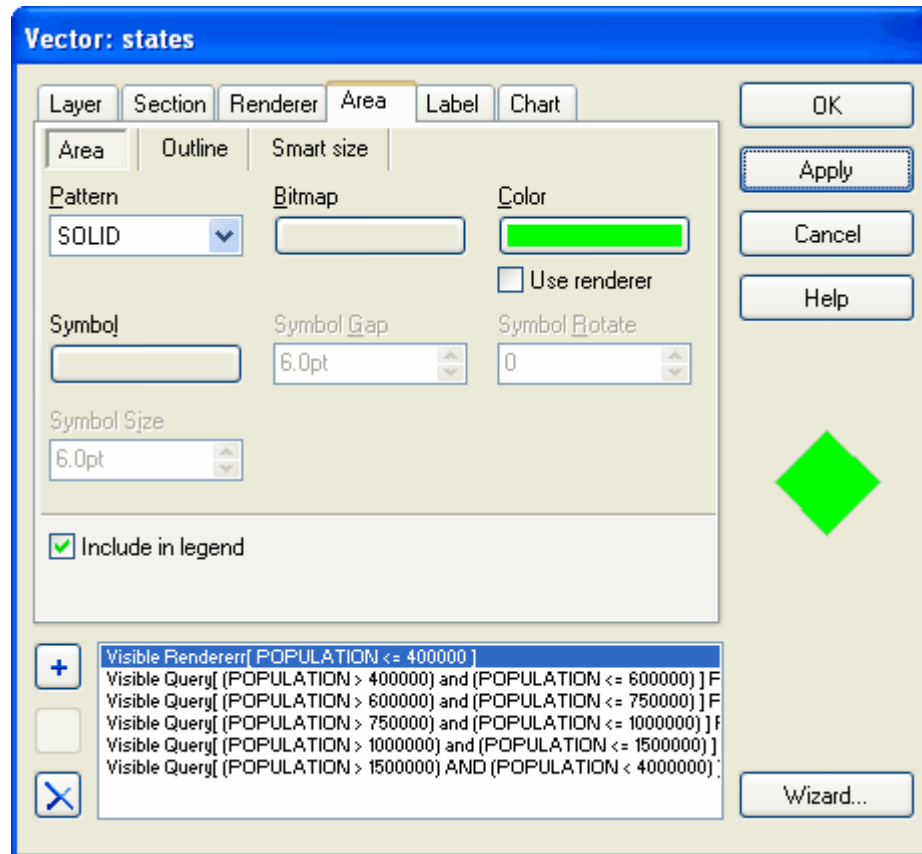 Vector: states
Layer Section Renderer Area Label Chart
OK
Area Outline Smart size
Apply
Pattern Bitmap Color
SOLID
Cancel
Use renderer
Help
Symbol Symbol Gap Symbol Rotate
6.0pt 0
Symbol Size
6.0pt
Include in legend
+
Visible Rendererr[ POPULATION <= 400000 ]
Visible Query[ (POPULATION > 400000) and (POPULATION <= 600000) ] F
Visible Query[ (POPULATION > 600000) and (POPULATION <= 750000) ] F
Visible Query[ (POPULATION > 750000) and (POPULATION <= 1000000) ] F
Visible Query[ (POPULATION > 1000000) and (POPULATION <= 1500000) ]
Visible Query[ (POPULATION > 1500000) AND (POPULATION < 4000000) ]
Wizard...